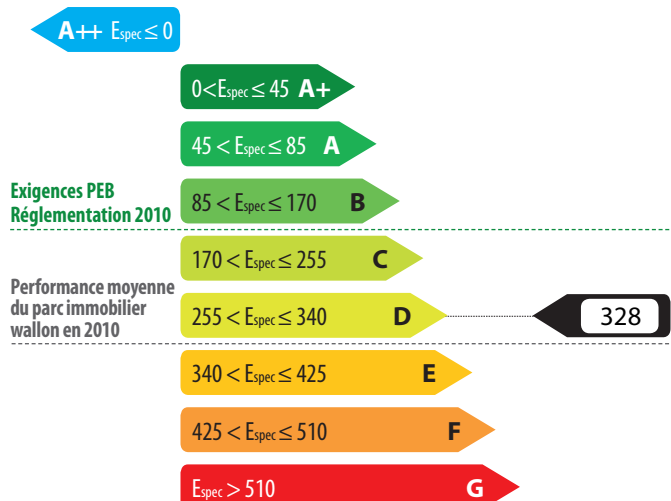 A++ Espec ≤ 0
0<Espec ≤ 45 A+
45 < Espec ≤ 85 A
Exigences PEB
Réglementation 2010
85 < Espec ≤ 170 B
170 < Espec ≤ 255 C
Performance moyenne
du parc immobilier
wallon en 2010
255 < Espec ≤ 340 D
328
340 < Espec ≤ 425 E
425 < Espec ≤ 510 F
Espec > 510 G